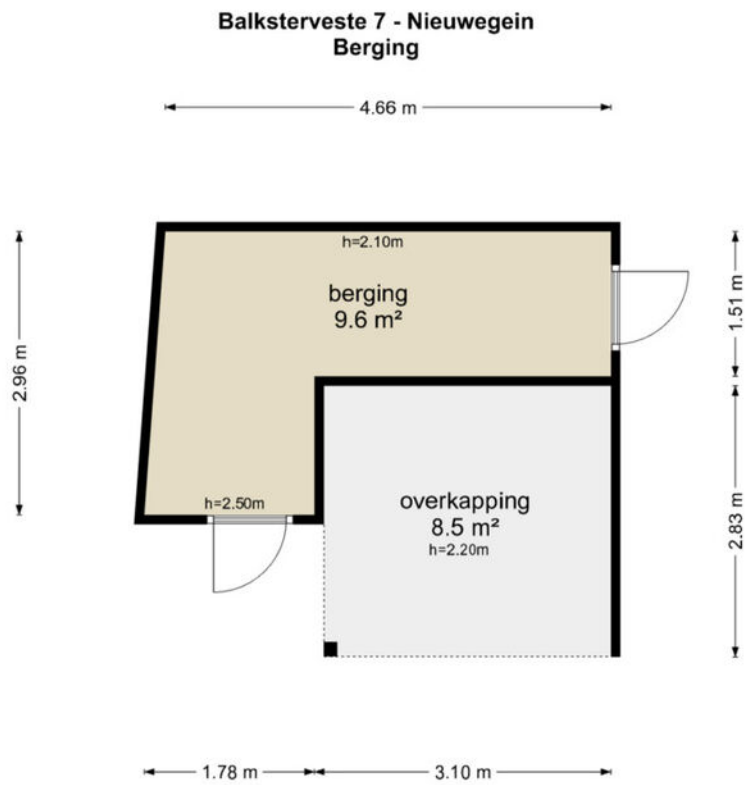 Balksterveste 7 - Nieuwegein
Berging
4.66 m
h=2.10m
berging
9.6 m²
1.51 m
2.96 m
h=2.50m
overkapping
8.5 m²
h=2.20m
2.83 m
1.78 m
3.10 m